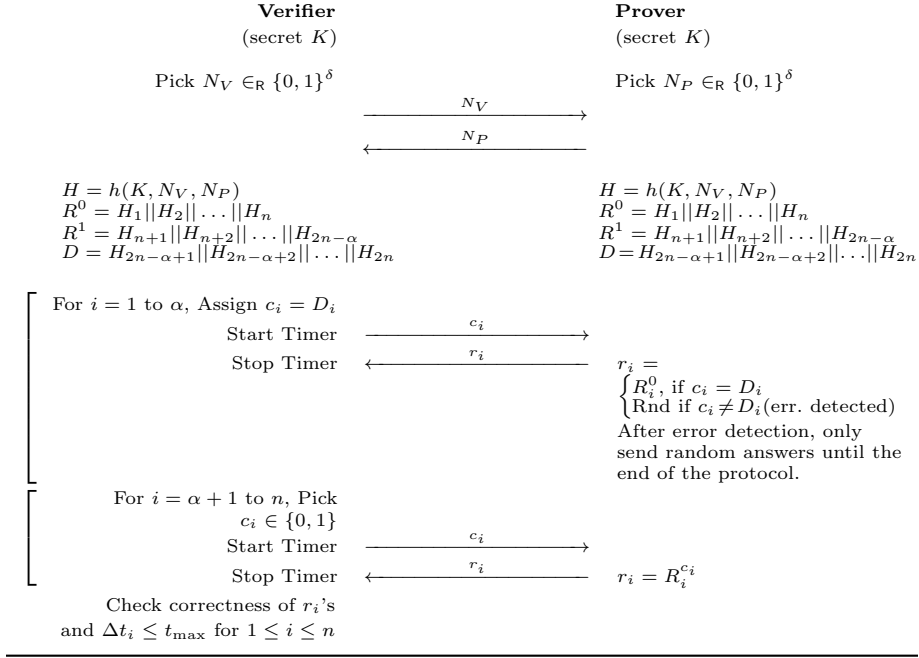 Verifier Prover
(secret K) (secret K)
Pick N_V ∈_R {0, 1}^δ Pick N_P ∈_R {0, 1}^δ
N_V
N_P
H = h(K, N_V, N_P) H = h(K, N_V, N_P)
R^0 = H_1||H_2|| . . . ||H_n R^0 = H_1||H_2|| . . . ||H_n
R^1 = H_{n+1}||H_{n+2}|| . . . ||H_{2n−α} R^1 = H_{n+1}||H_{n+2}|| . . . ||H_{2n−α}
D = H_{2n−α+1}||H_{2n−α+2}|| . . . ||H_{2n} D = H_{2n−α+1}||H_{2n−α+2}|| . . . ||H_{2n}
For i = 1 to α, Assign c_i = D_i
Start Timer c_i
Stop Timer r_i r_i =
{ R_i^0, if c_i = D_i
Rnd if c_i ≠ D_i(err. detected)
After error detection, only
send random answers until the
end of the protocol.
For i = α + 1 to n, Pick
c_i ∈ {0, 1}
Start Timer c_i
Stop Timer r_i r_i = R_i^{c_i}
Check correctness of r_i's
and Δt_i ≤ t_max for 1 ≤ i ≤ n